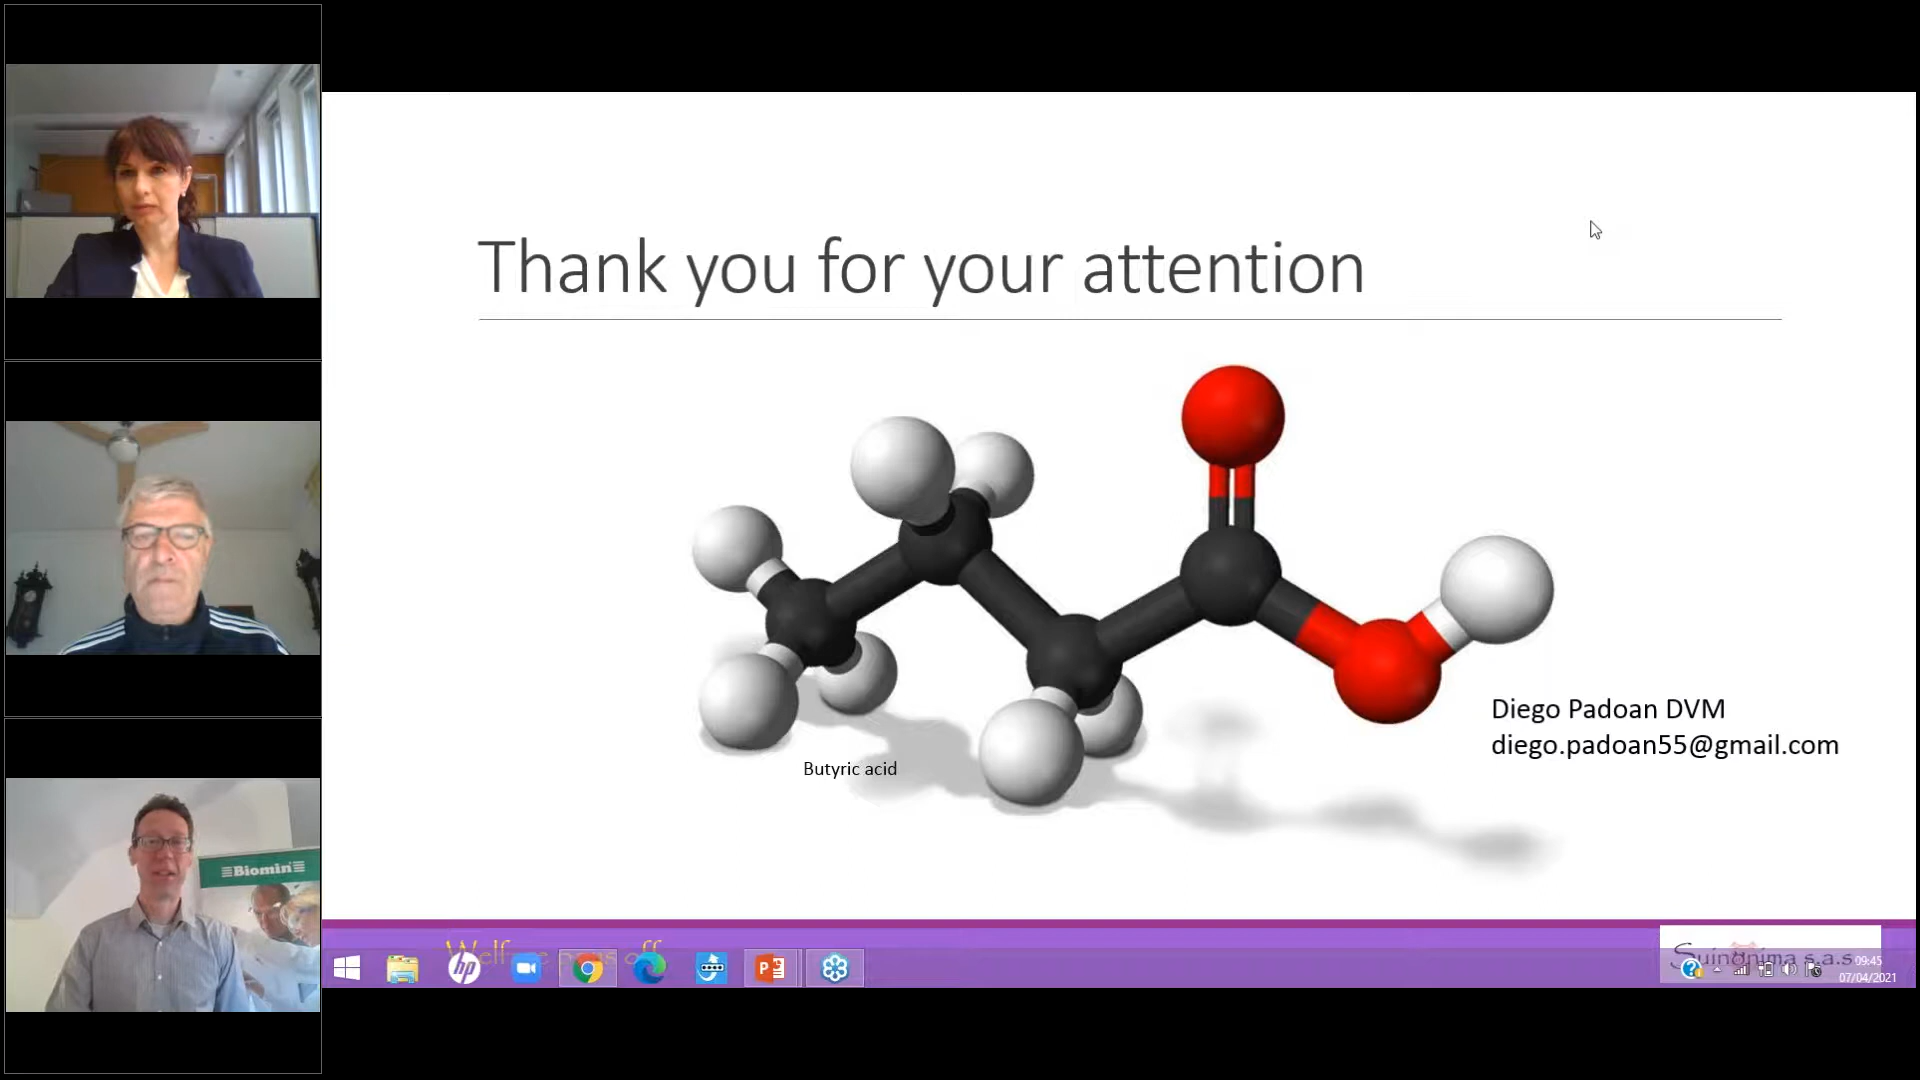 Thank you for your attention
Biomin
Butyric acid
Diego Padoan DVM
diego.padoan55@gmail.com
s.a.s
09:45
07/04/2021